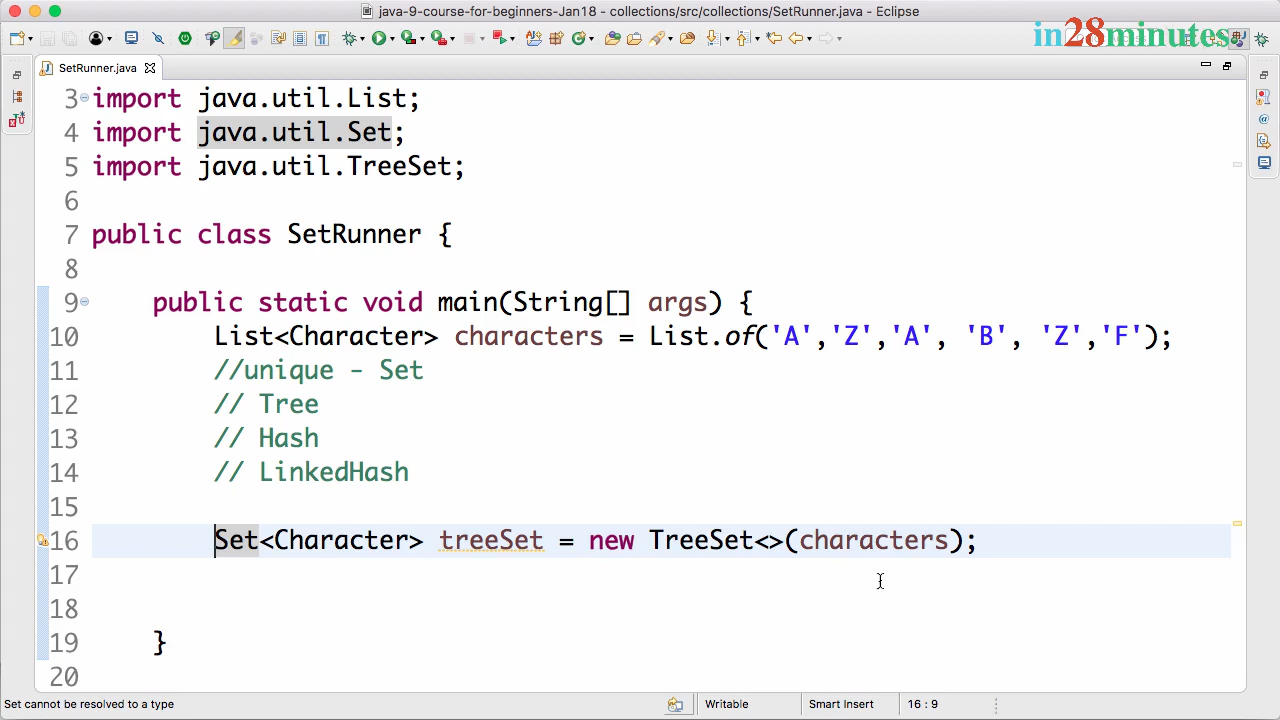 java-9-course-for-beginners-Jan18 - collections/src/collections/SetRunner.java - Eclipse
in28minutes
SetRunner.java
3 import java.util.List;
4 import java.util.Set;
5 import java.util.TreeSet;
6
7 public class SetRunner {
8
9 public static void main(String[] args) {
10 List<Character> characters = List.of('A','Z','A', 'B', 'Z','F');
11 //unique - Set
12 // Tree
13 // Hash
14 // LinkedHash
15
16 Set<Character> treeSet = new TreeSet<>(characters);
17
18
19 }
20
Set cannot be resolved to a type
Writable
Smart Insert
16 : 9